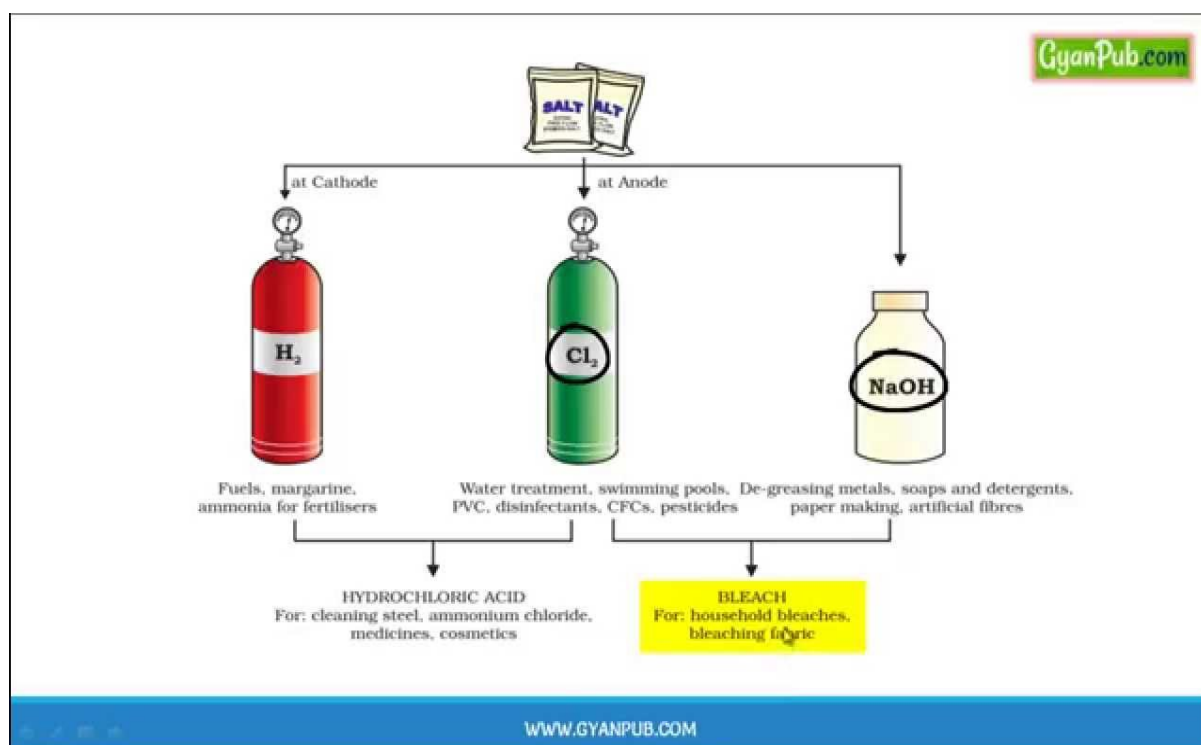 GyanPub.com
SALT
ALT
at Cathode
at Anode
H₂
Cl₂
NaOH
Fuels, margarine,
ammonia for fertilisers
Water treatment, swimming pools,
PVC, disinfectants, CFCs, pesticides
De-greasing metals, soaps and detergents,
paper making, artificial fibres
HYDROCHLORIC ACID
For: cleaning steel, ammonium chloride,
medicines, cosmetics
BLEACH
For: household bleaches,
bleaching fabric
WWW.GYANPUB.COM